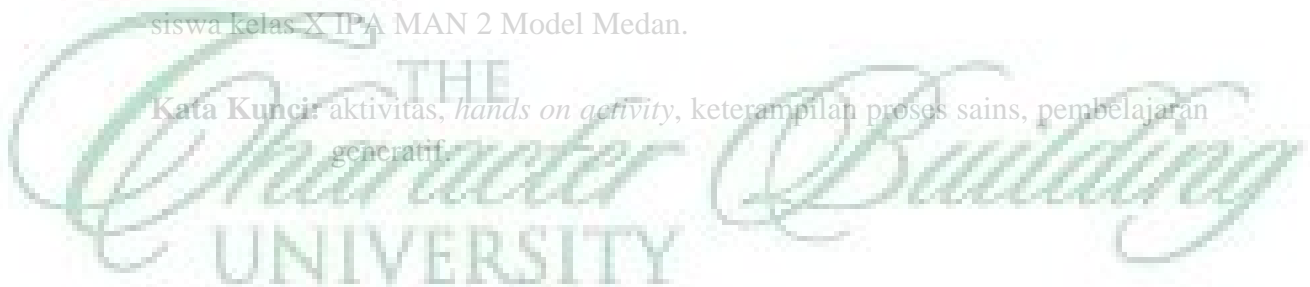 siswa kelas X IPA MAN 2 Model Medan.
THE
Kata Kunci: aktivitas, hands on activity, keterampilan proses sains, pembelajaran
generatif.
Character Building
UNIVERSITY